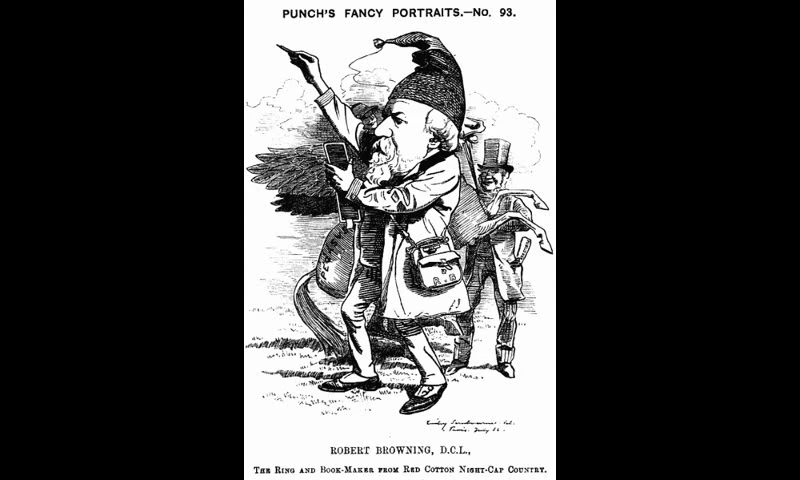 PUNCH'S FANCY PORTRAITS.—No. 93.
ROBERT BROWNING, D.C.L.,
THE RING AND BOOK-MAKER FROM RED COTTON NIGHT-CAP COUNTRY.